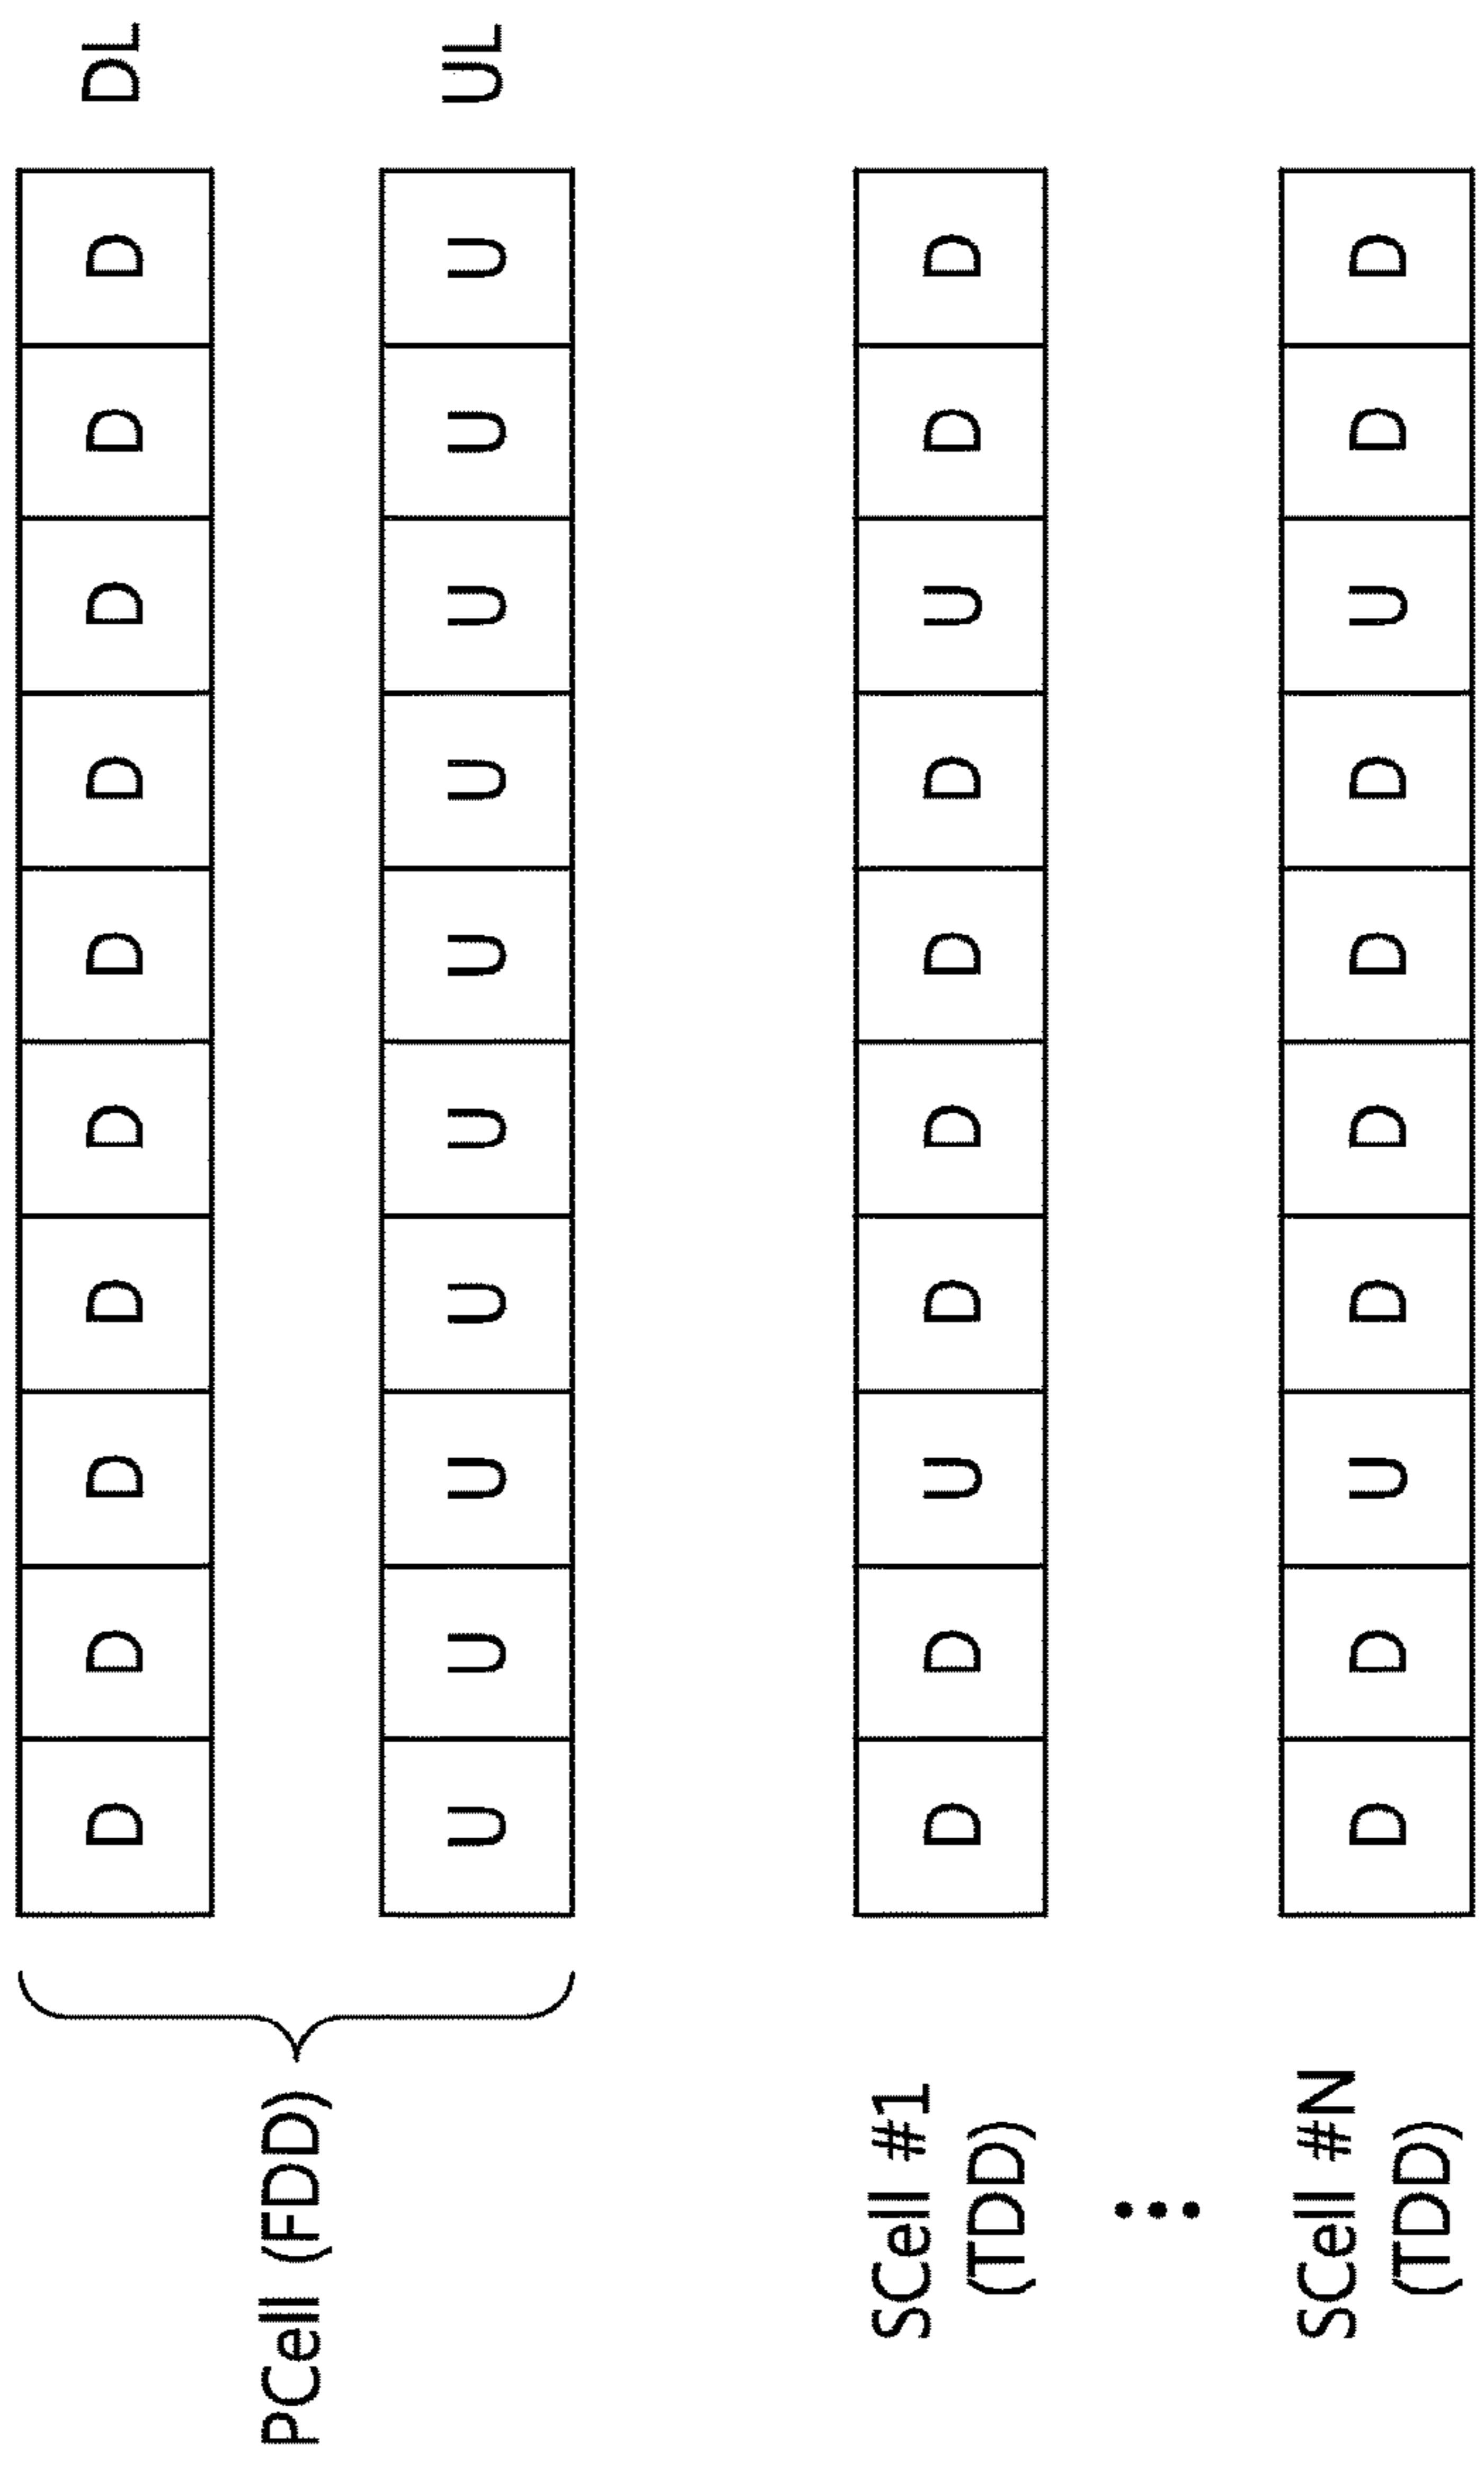 D D D D D D D D D D DL
PCell (FDD)
U U U U U U U U U U UL
SCell #1
(TDD)
D D U D D D D U D D
SCell #N
(TDD)
D D U D D D D U D D